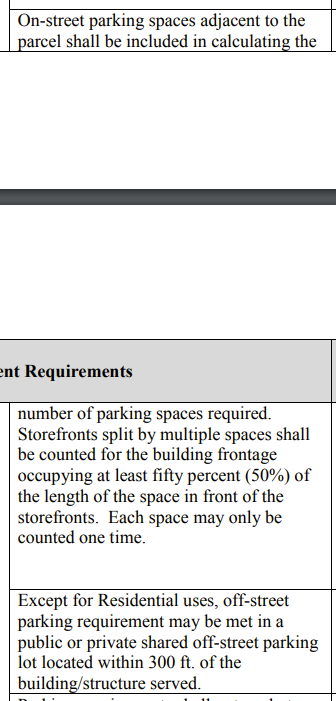 On-street parking spaces adjacent to the
parcel shall be included in calculating the
ent Requirements
number of parking spaces required.
Storefronts split by multiple spaces shall
be counted for the building frontage
occupying at least fifty percent (50%) of
the length of the space in front of the
storefronts.  Each space may only be
counted one time.
Except for Residential uses, off-street
parking requirement may be met in a
public or private shared off-street parking
lot located within 300 ft. of the
building/structure served.